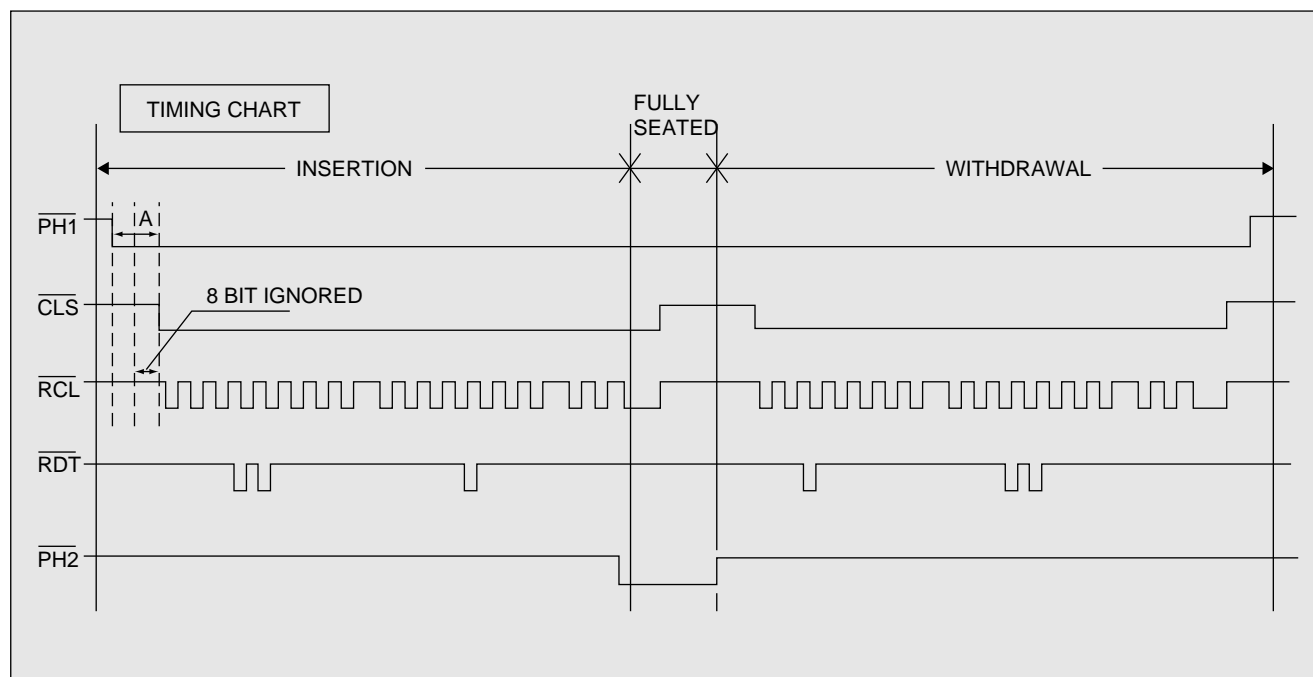 TIMING CHART
FULLY
SEATED
INSERTION
WITHDRAWAL
PH1
A
CLS
8 BIT IGNORED
RCL
RDT
PH2